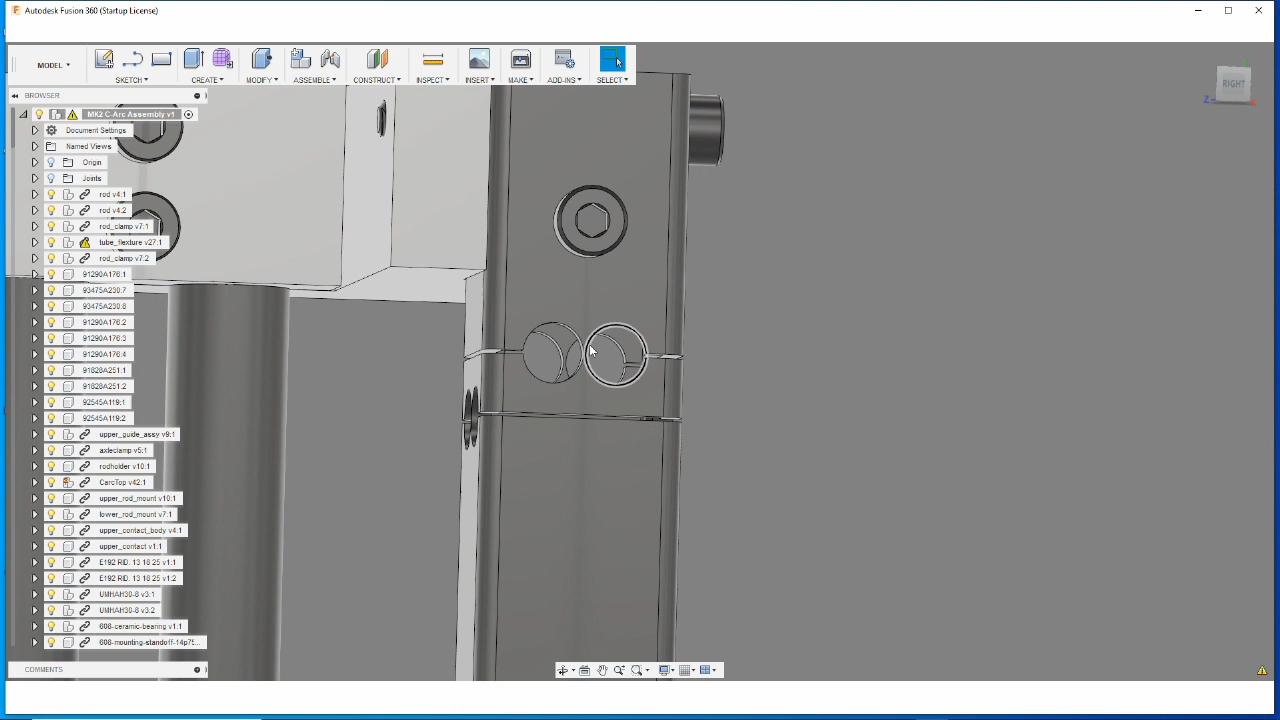 Autodesk Fusion 360 (Startup License)
MODEL
SKETCH
CREATE
MODIFY
ASSEMBLE
CONSTRUCT
INSPECT
INSERT
MAKE
ADD-INS
SELECT
BROWSER
MK2 C-Arc Assembly v1
Document Settings
Named Views
Origin
Joints
rod v4:1
rod v4:2
rod_clamp v7:1
tube_flexture v27:1
rod_clamp v7:2
91290A176:1
93475A230:7
93475A230:8
91290A176:2
91290A176:3
91290A176:4
91828A251:1
91828A251:2
92545A119:1
92545A119:2
upper_guide_assy v9:1
axleclamp v5:1
rodholder v10:1
CarcTop v42:1
upper_rod_mount v10:1
lower_rod_mount v7:1
upper_contact_body v4:1
upper_contact v1:1
E192 RID. 13 18 25 v1:1
E192 RID. 13 18 25 v1:2
UMHAH30-8 v3:1
UMHAH30-8 v3:2
608-ceramic-bearing v1:1
608-mounting-standoff-14p75...
COMMENTS
RIGHT
Z